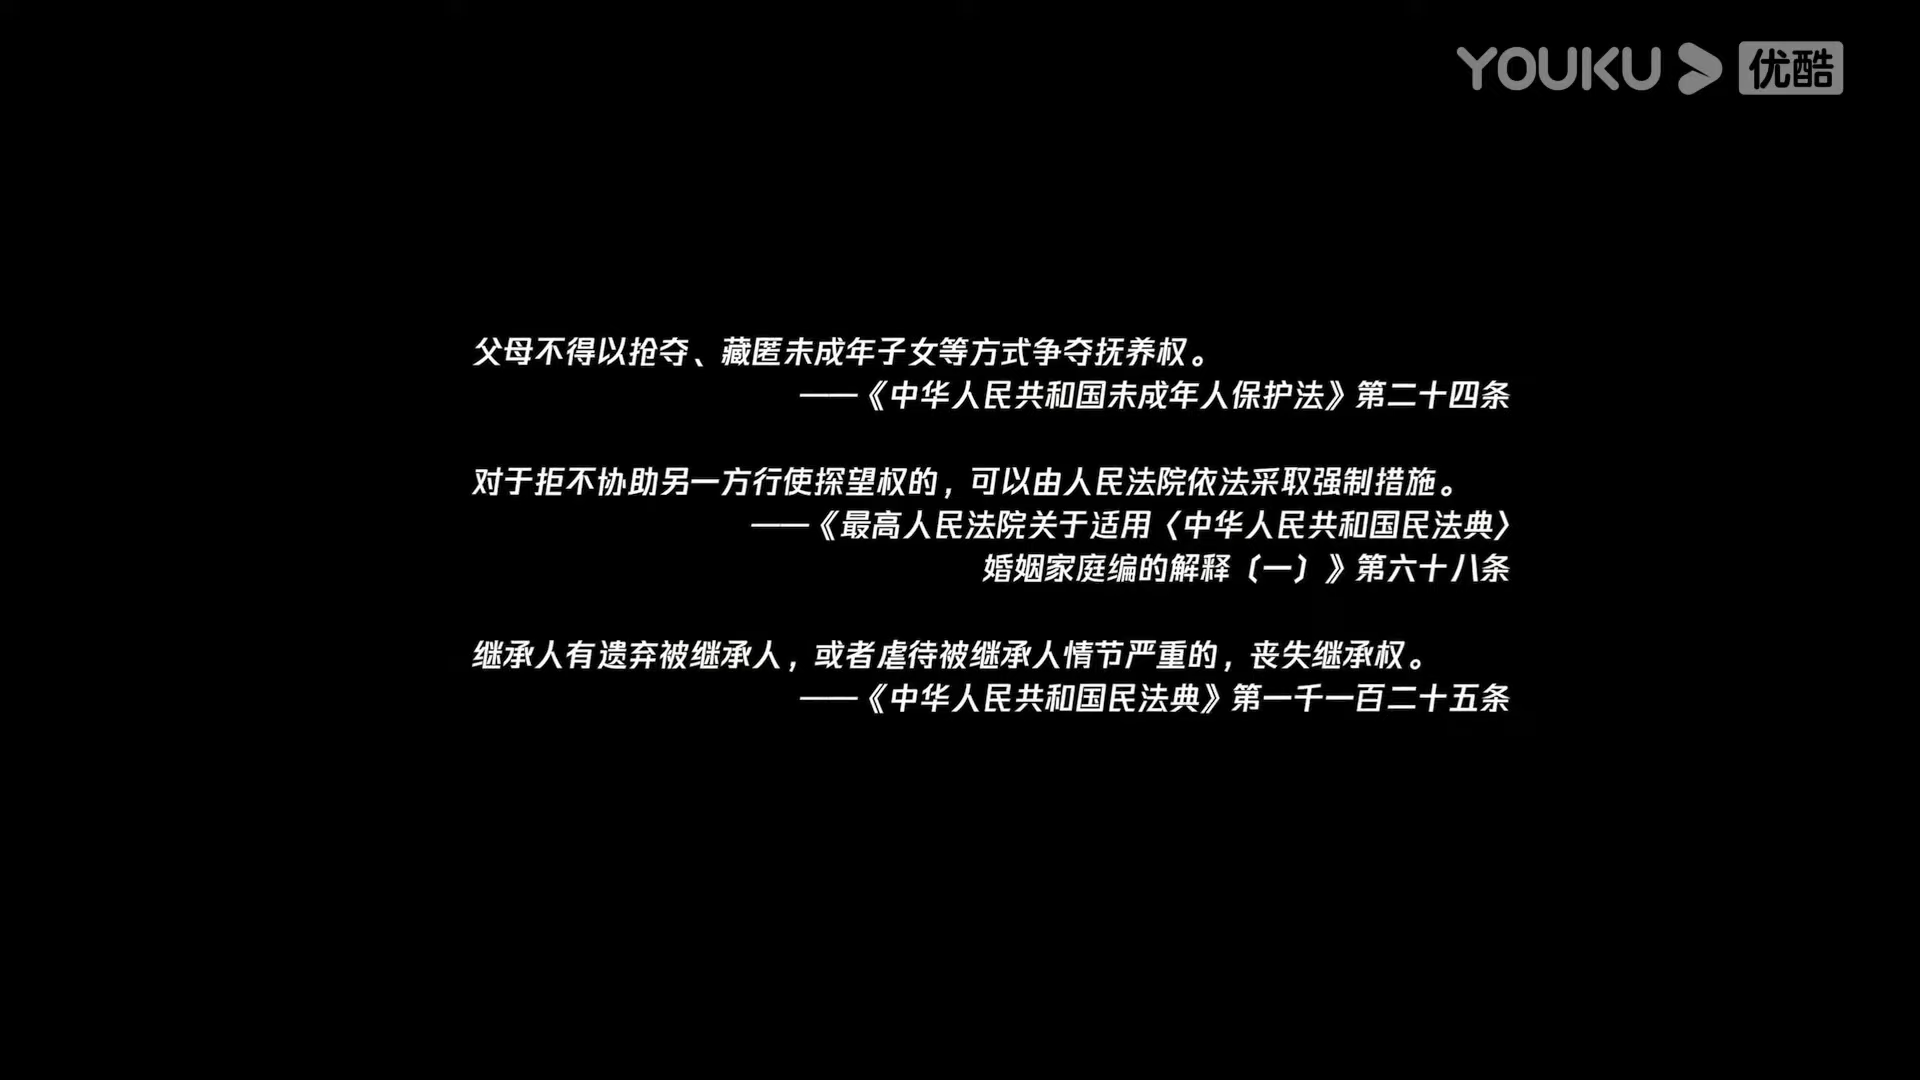 YOUKU 优酷
父母不得以抢夺、藏匿未成年子女等方式争夺抚养权。
——《中华人民共和国未成年人保护法》第二十四条
对于拒不协助另一方行使探望权的，可以由人民法院依法采取强制措施。
——《最高人民法院关于适用〈中华人民共和国民法典〉
婚姻家庭编的解释（一）》第六十八条
继承人有遗弃被继承人，或者虐待被继承人情节严重的，丧失继承权。
——《中华人民共和国民法典》第一千一百二十五条